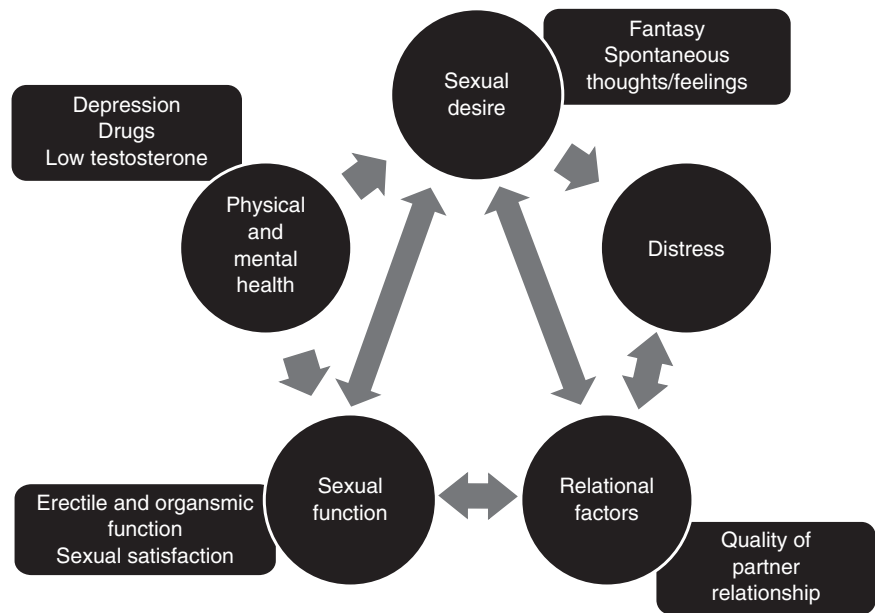 Fantasy
Spontaneous
thoughts/feelings
Sexual
desire
Depression
Drugs
Low testosterone
Physical
and
mental
health
Distress
Sexual
function
Relational
factors
Erectile and organsmic
function
Sexual satisfaction
Quality of
partner
relationship